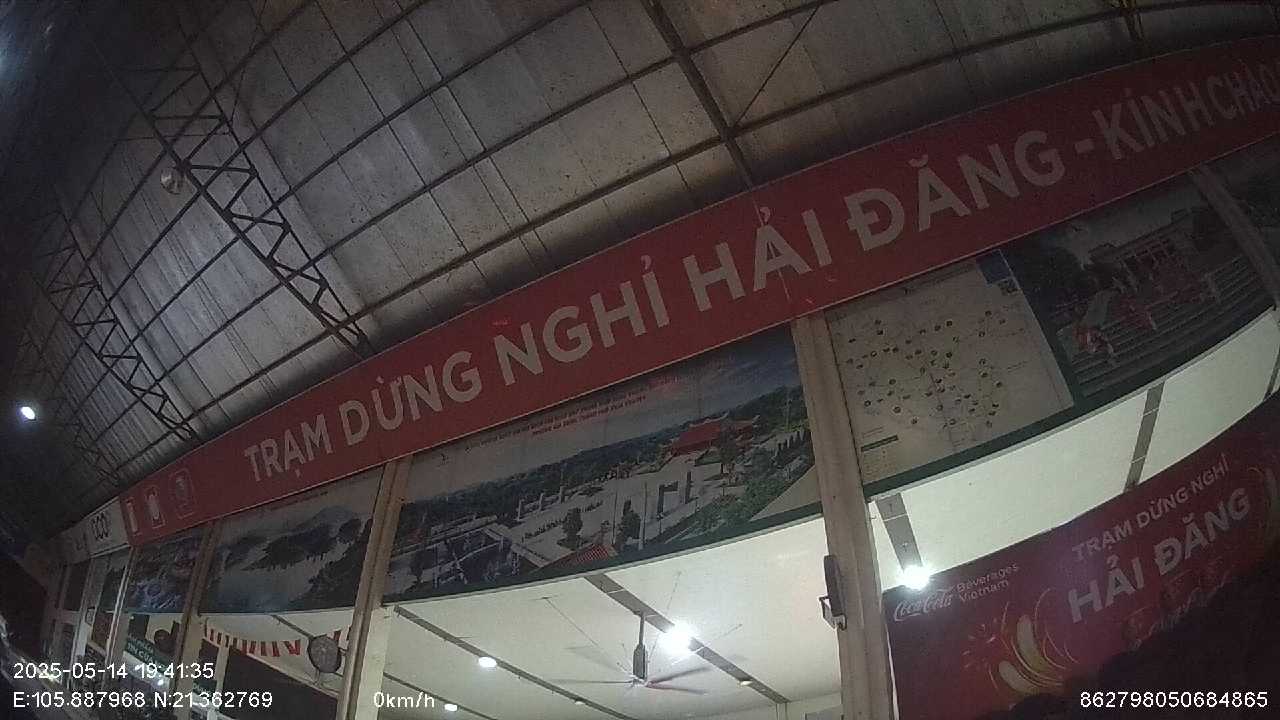 TRẠM DỪNG NGHỈ HẢI ĐĂNG - KÍNH CHÀO
TRẠM DỪNG NGHỈ
HẢI ĐĂNG
Coca-Cola Beverages
Vietnam
2025-05-14 19:41:35
E:105.887968 N:21.362769
0km/h
862798050684865